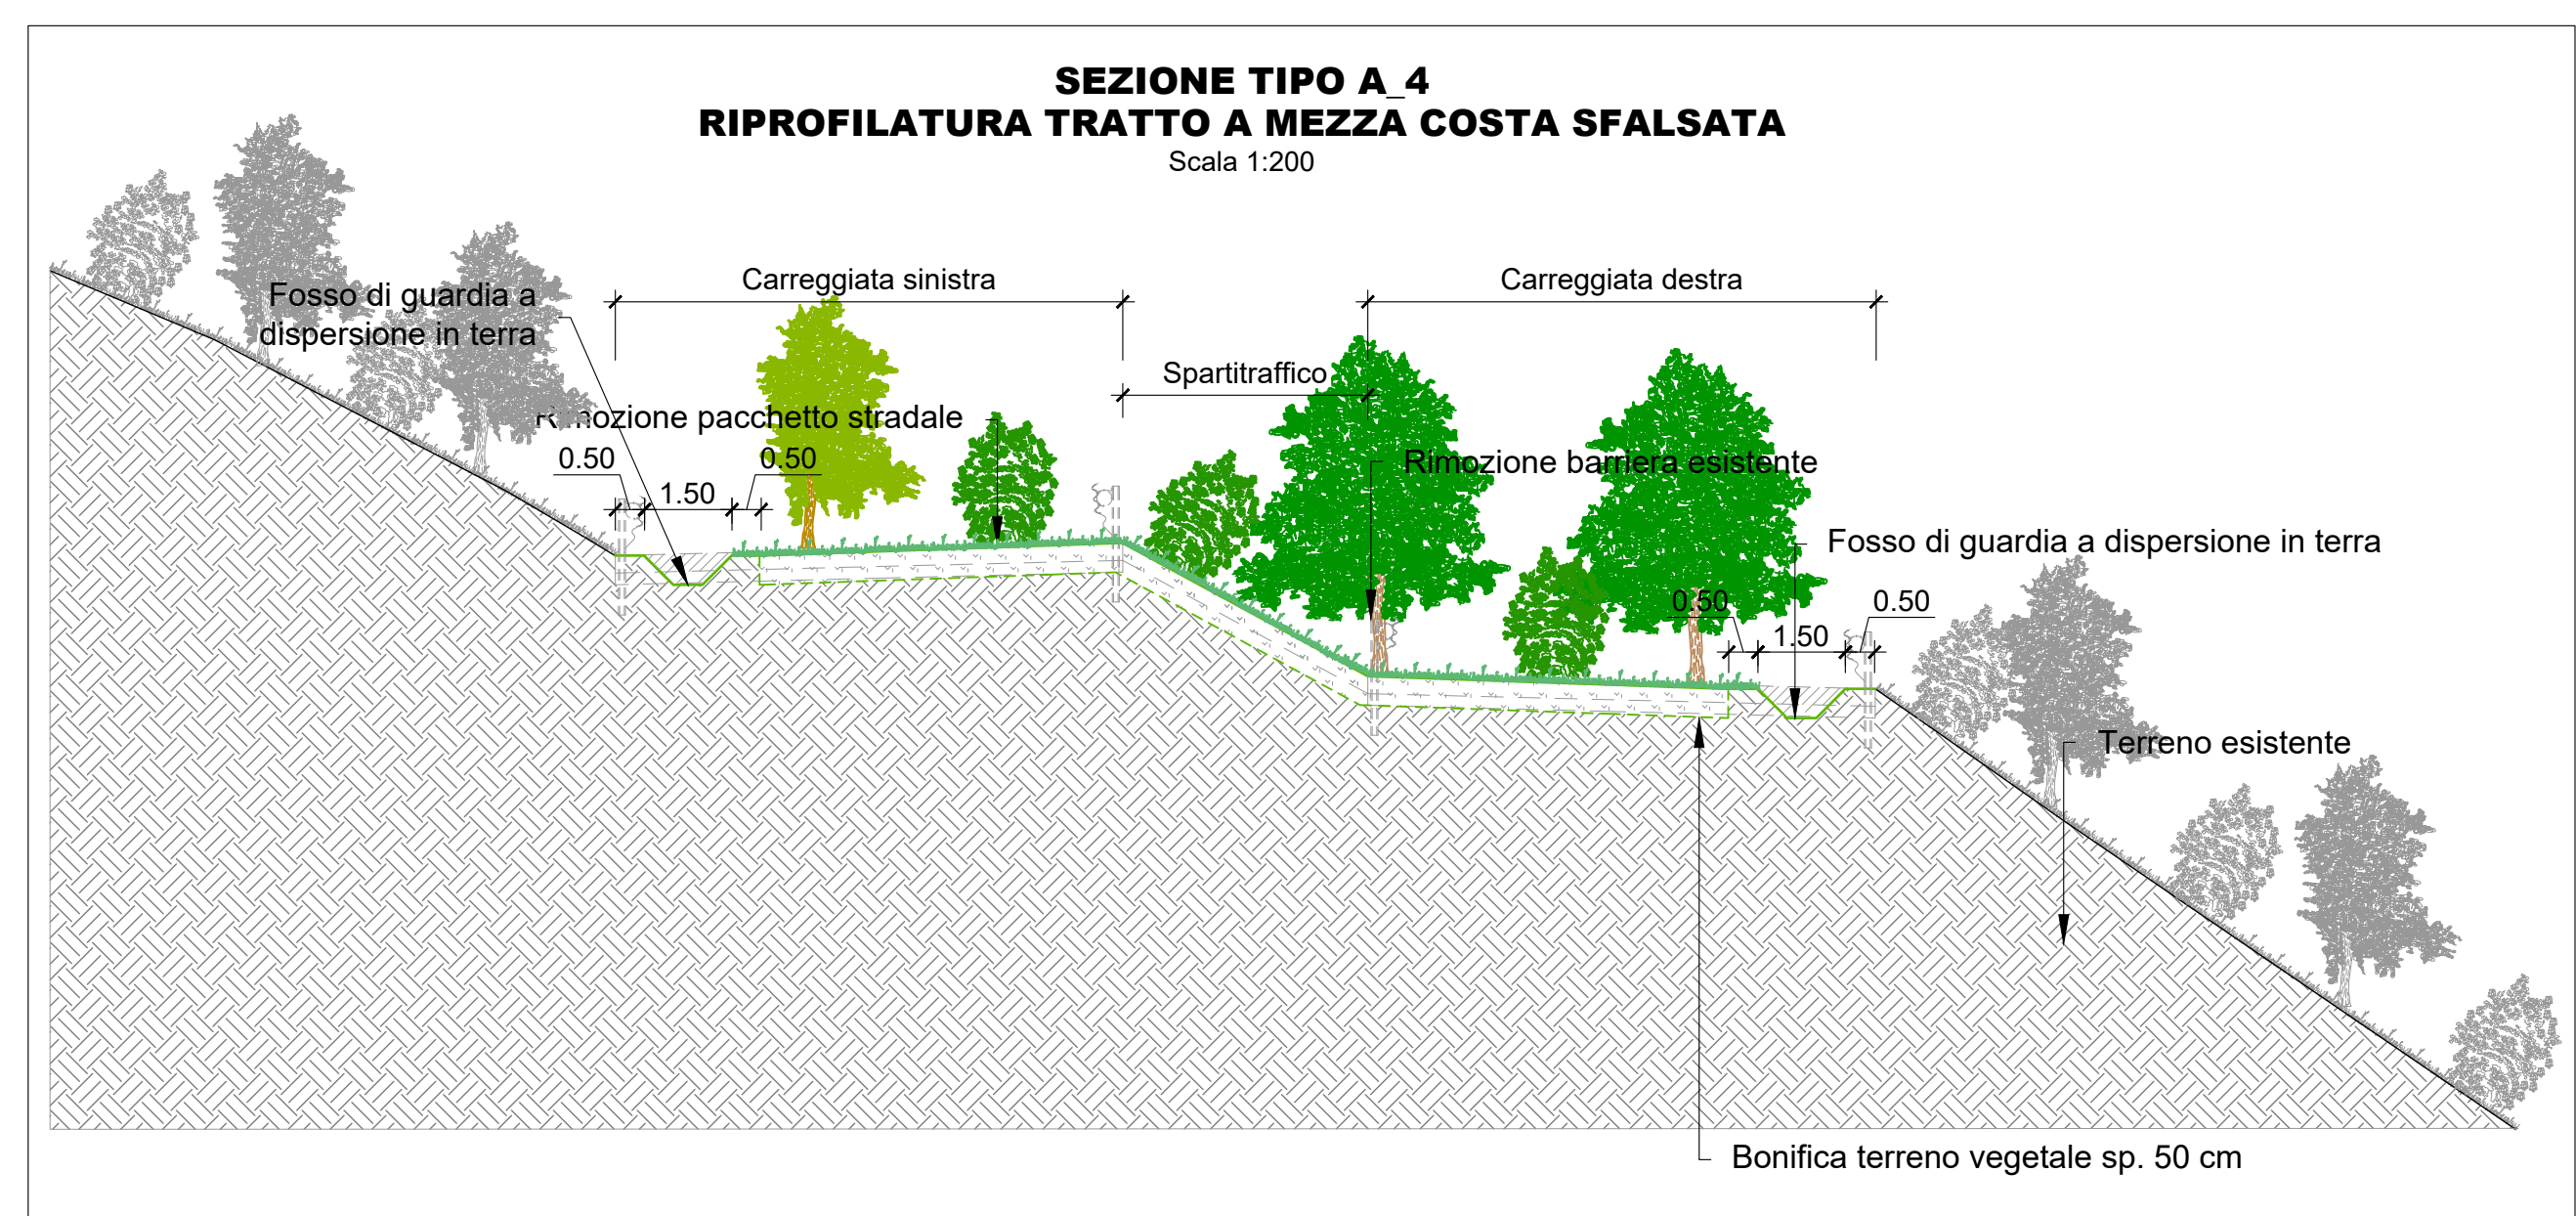 SEZIONE TIPO A_4
RIPROFILATURA TRATTO A MEZZA COSTA SFALSATA
Scala 1:200
Carreggiata sinistra
Carreggiata destra
Fosso di guardia a
dispersione in terra
Spartitraffico
Rimozione pacchetto stradale
0.50
1.50
0.50
Rimozione barriera esistente
Fosso di guardia a dispersione in terra
0.50
1.50
0.50
Terreno esistente
Bonifica terreno vegetale sp. 50 cm